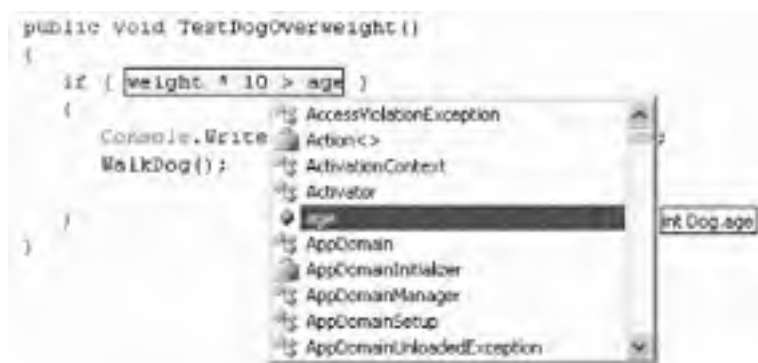 public void TestDogOverweight()
{
if ( weight * 10 > age )
{
Console.Write
;
WalkDog();
}
}
AccessViolationException
Action<>
ActivationContext
Activator
age
int Dog.age
AppDomain
AppDomainInitializer
AppDomainManager
AppDomainSetup
AppDomainUnloadedException